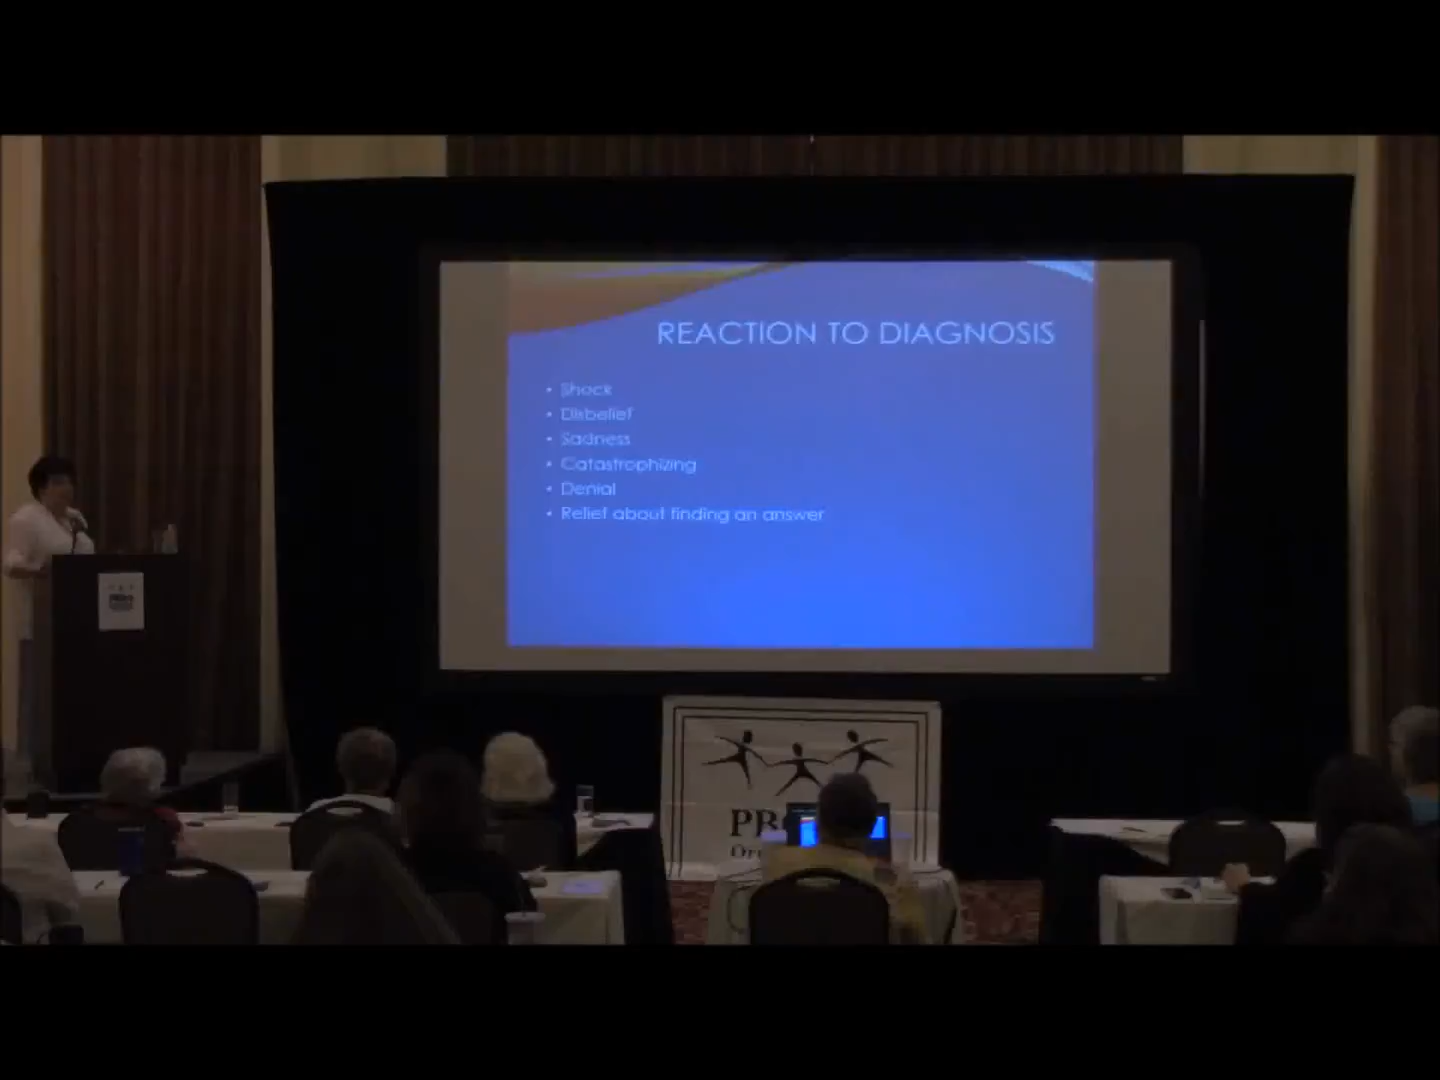 REACTION TO DIAGNOSIS
• Shock
• Disbelief
• Sadness
• Catastrophizing
• Denial
• Relief about finding an answer